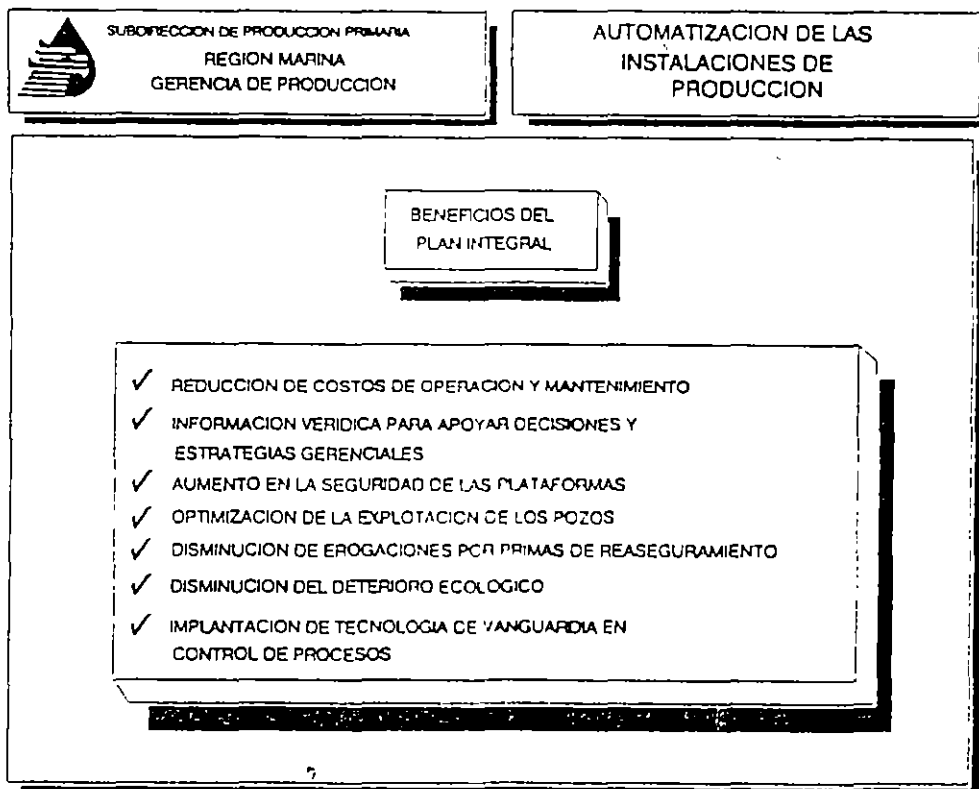 SUBDIRECCION DE PRODUCCION PRIMARIA
REGION MARINA
GERENCIA DE PRODUCCION
AUTOMATIZACION DE LAS
INSTALACIONES DE
PRODUCCION
BENEFICIOS DEL
PLAN INTEGRAL
✓ REDUCCION DE COSTOS DE OPERACION Y MANTENIMIENTO
✓ INFORMACION VERIDICA PARA APOYAR DECISIONES Y
ESTRATEGIAS GERENCIALES
✓ AUMENTO EN LA SEGURIDAD DE LAS PLATAFORMAS
✓ OPTIMIZACION DE LA EXPLOTACION DE LOS POZOS
✓ DISMINUCION DE EROGACIONES POR PRIMAS DE REASEGURAMIENTO
✓ DISMINUCION DEL DETERIORO ECOLOGICO
✓ IMPLANTACION DE TECNOLOGIA DE VANGUARDIA EN
CONTROL DE PROCESOS